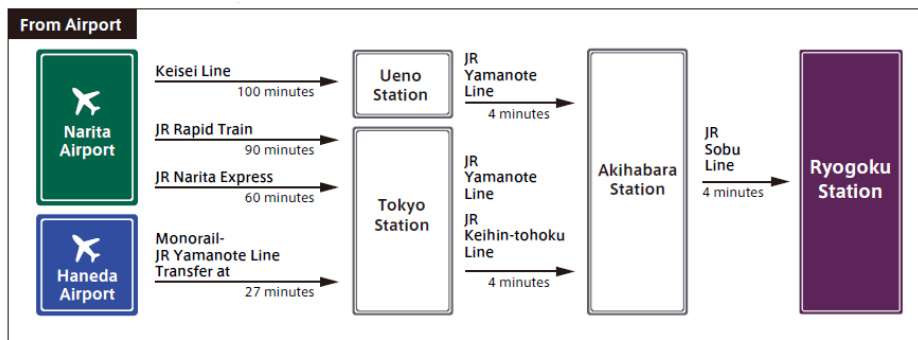 From Airport
Narita
Airport
Haneda
Airport
Keisei Line
100 minutes
JR Rapid Train
90 minutes
JR Narita Express
60 minutes
Monorail-
JR Yamanote Line
Transfer at
27 minutes
Ueno
Station
Tokyo
Station
JR
Yamanote
Line
4 minutes
JR
Yamanote
Line
JR
Keihin-tohoku
Line
4 minutes
Akihabara
Station
JR
Sobu
Line
4 minutes
Ryogoku
Station